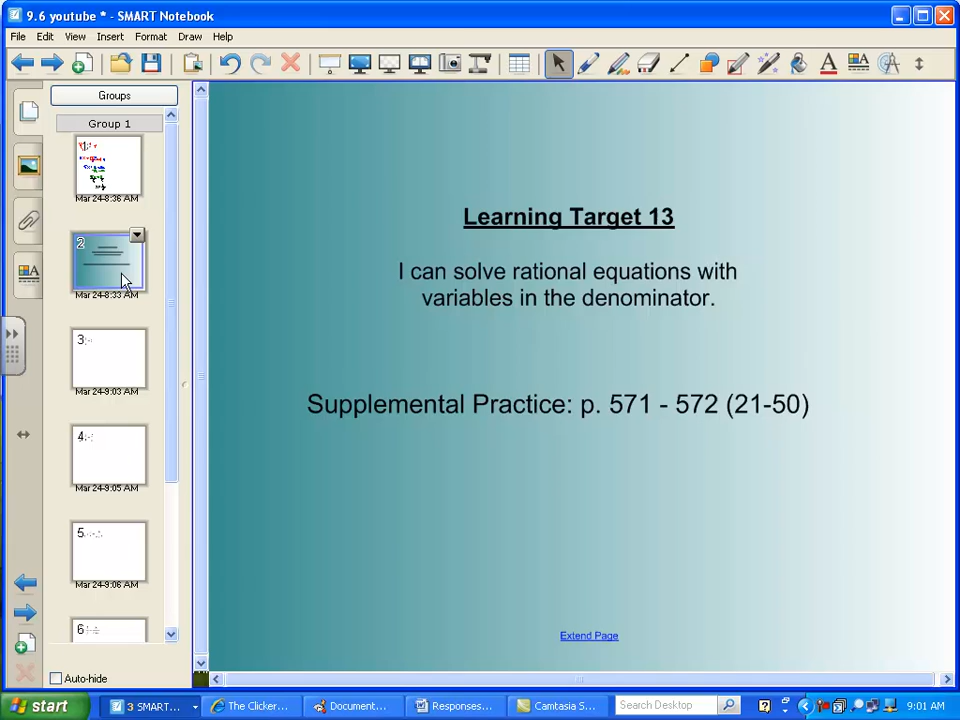 9.6 youtube * - SMART Notebook
File Edit View Insert Format Draw Help
Groups
Group 1
1
Mar 24-8:36 AM
2
Mar 24-8:33 AM
3
Mar 24-9:03 AM
4
Mar 24-9:05 AM
5
Mar 24-9:06 AM
6
Auto-hide
Learning Target 13
I can solve rational equations with
variables in the denominator.
Supplemental Practice: p. 571 - 572 (21-50)
Extend Page
start
3 SMART...
The Clicker...
Document...
Responses...
Camtasia S...
Search Desktop
9:01 AM